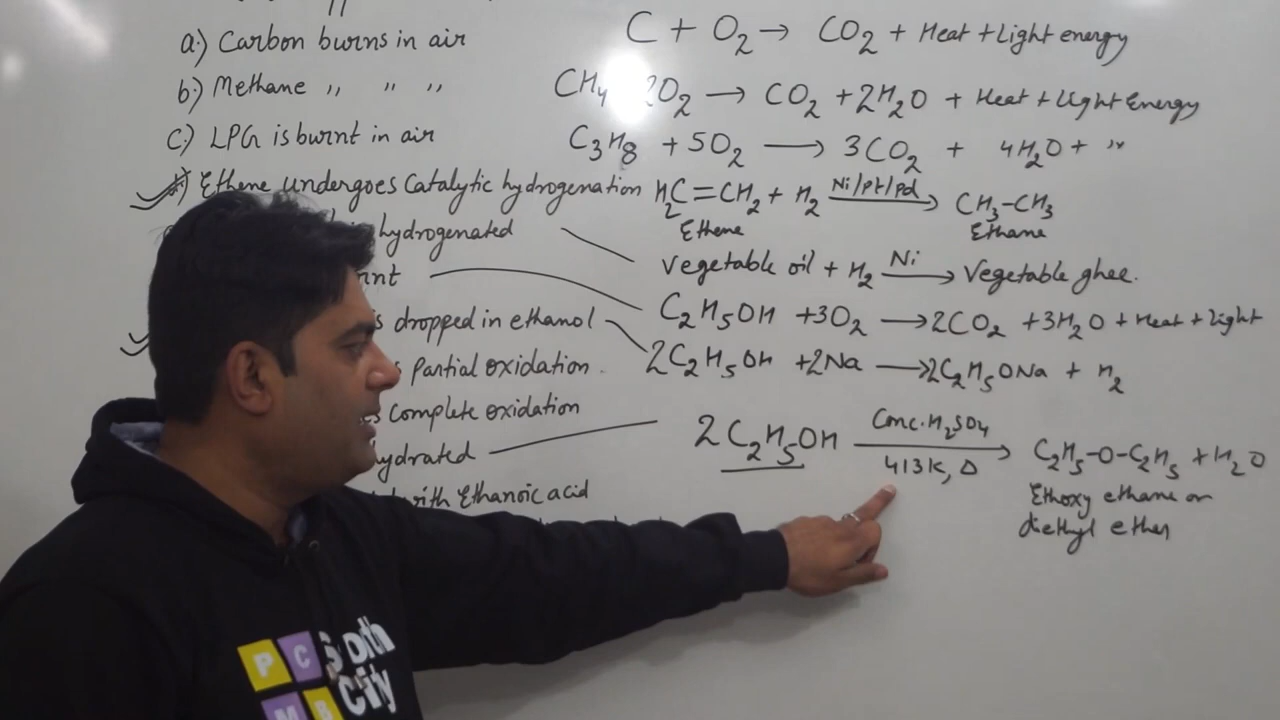 a.) Carbon burns in air C + O2 → CO2 + Heat + Light energy
b.) Methane ,, ,, ,, CH4 2O2 → CO2 + 2H2O + Heat + Light Energy
c.) LPG is burnt in air C3H8 + 5O2 → 3CO2 + 4H2O + ,,
Ethene undergoes Catalytic hydrogenation H2C=CH2 + H2 Ni/Pt/Pd → CH3-CH3
Ethene Ethane
hydrogenated
Vegetable oil + H2 Ni → Vegetable ghee.
C2H5OH + 3O2 → 2CO2 + 3H2O + Heat + Light
s dropped in ethanol 2C2H5OH + 2Na → 2C2H5ONa + H2
s Partial oxidation.
s complete oxidation
hydrated 2C2H5OH Conc. H2SO4 → C2H5-O-C2H5 + H2O
413K, Δ
with Ethanoic acid Ethoxy ethane or
diethyl ether
P C South
M City